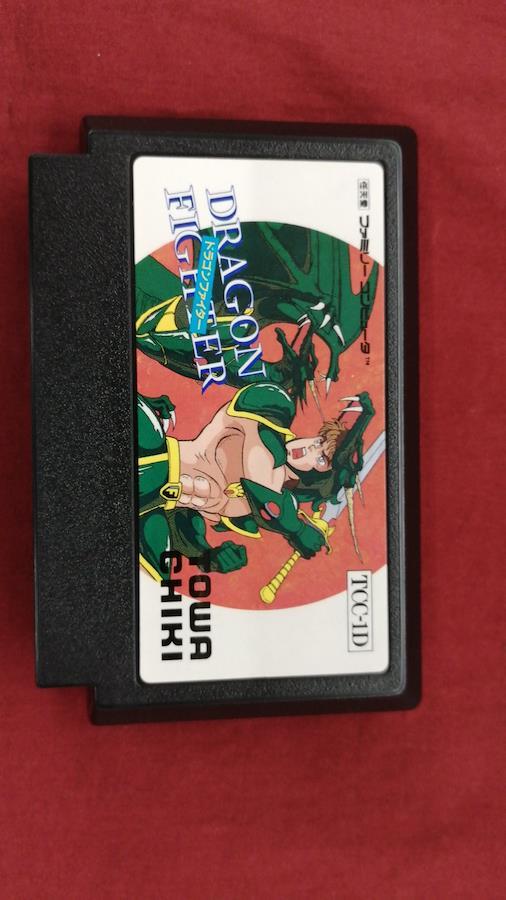 任天堂 ファミリーコンピュータ™
DRAGON
ドラゴンファイター
FIGHTER
TCC-1D
TOWA
CHIKI
F